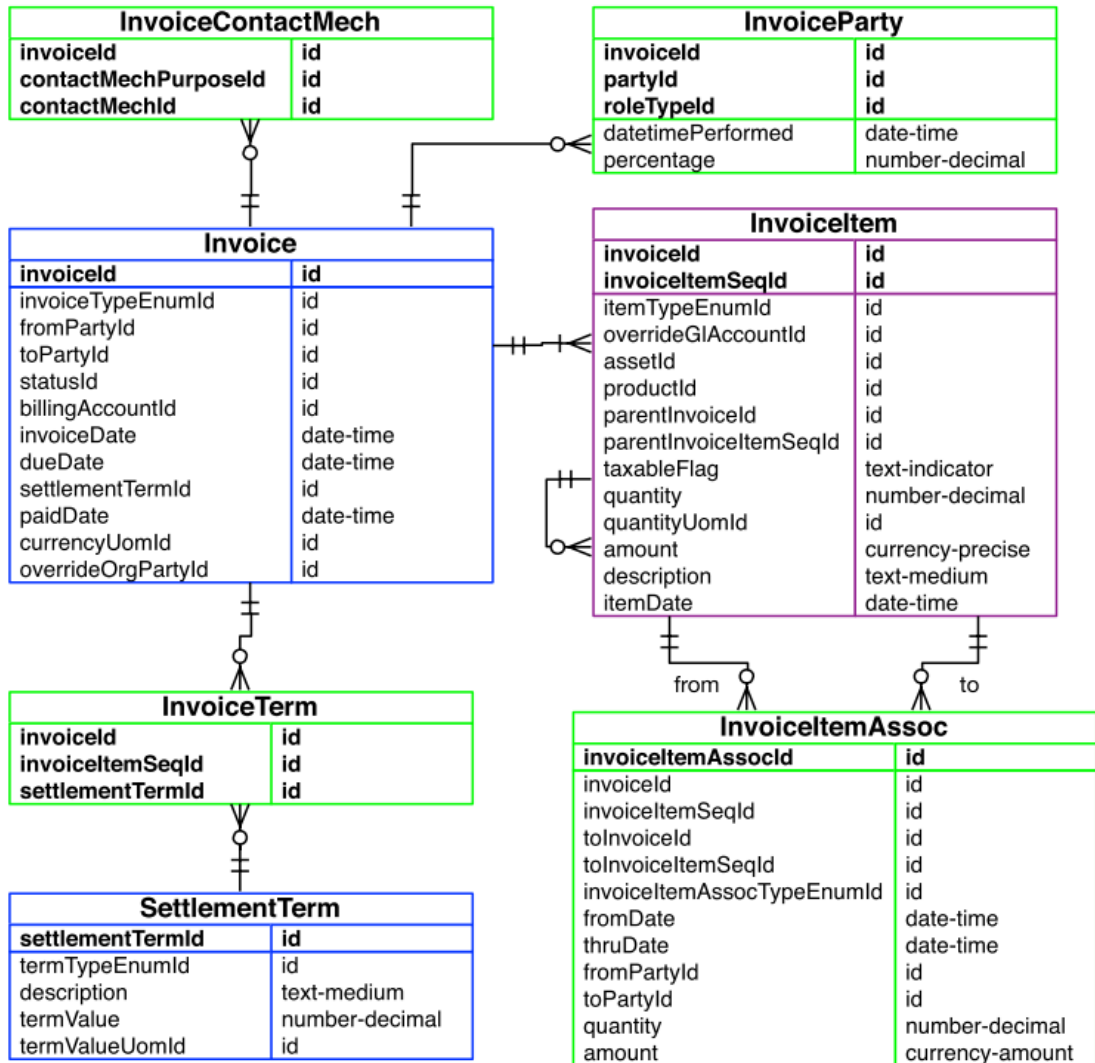 InvoiceContactMech
invoiceId id
contactMechPurposeId id
contactMechId id
InvoiceParty
invoiceId id
partyId id
roleTypeId id
datetimePerformed date-time
percentage number-decimal
Invoice
invoiceId id
invoiceTypeEnumId id
fromPartyId id
toPartyId id
statusId id
billingAccountId id
invoiceDate date-time
dueDate date-time
settlementTermId id
paidDate date-time
currencyUomId id
overrideOrgPartyId id
InvoiceItem
invoiceId id
invoiceItemSeqId id
itemTypeEnumId id
overrideGlAccountId id
assetId id
productId id
parentInvoiceId id
parentInvoiceItemSeqId id
taxableFlag text-indicator
quantity number-decimal
quantityUomId id
amount currency-precise
description text-medium
itemDate date-time
from
to
InvoiceTerm
invoiceId id
invoiceItemSeqId id
settlementTermId id
InvoiceItemAssoc
invoiceItemAssocId id
invoiceId id
invoiceItemSeqId id
toInvoiceId id
toInvoiceItemSeqId id
invoiceItemAssocTypeEnumId id
fromDate date-time
thruDate date-time
fromPartyId id
toPartyId id
quantity number-decimal
amount currency-amount
SettlementTerm
settlementTermId id
termTypeEnumId id
description text-medium
termValue number-decimal
termValueUomId id